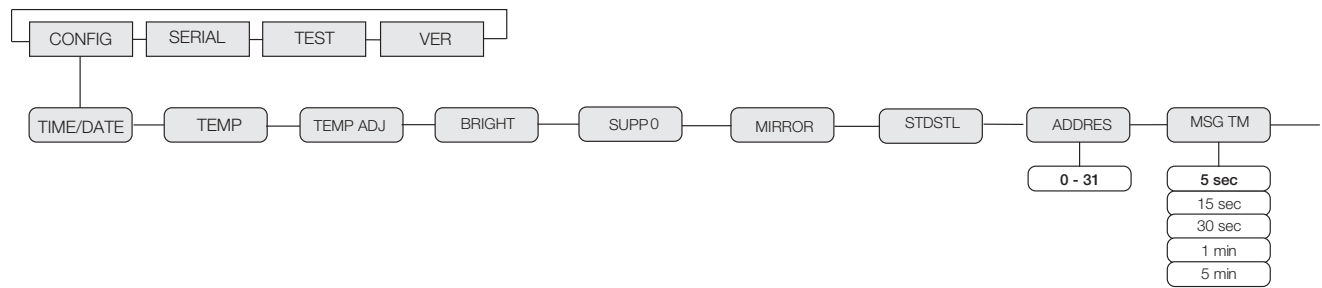 CONFIG SERIAL TEST VER
TIME/DATE TEMP TEMP ADJ BRIGHT SUPP 0 MIRROR STDSTL ADDRES MSG TM
0 - 31 5 sec
15 sec
30 sec
1 min
5 min